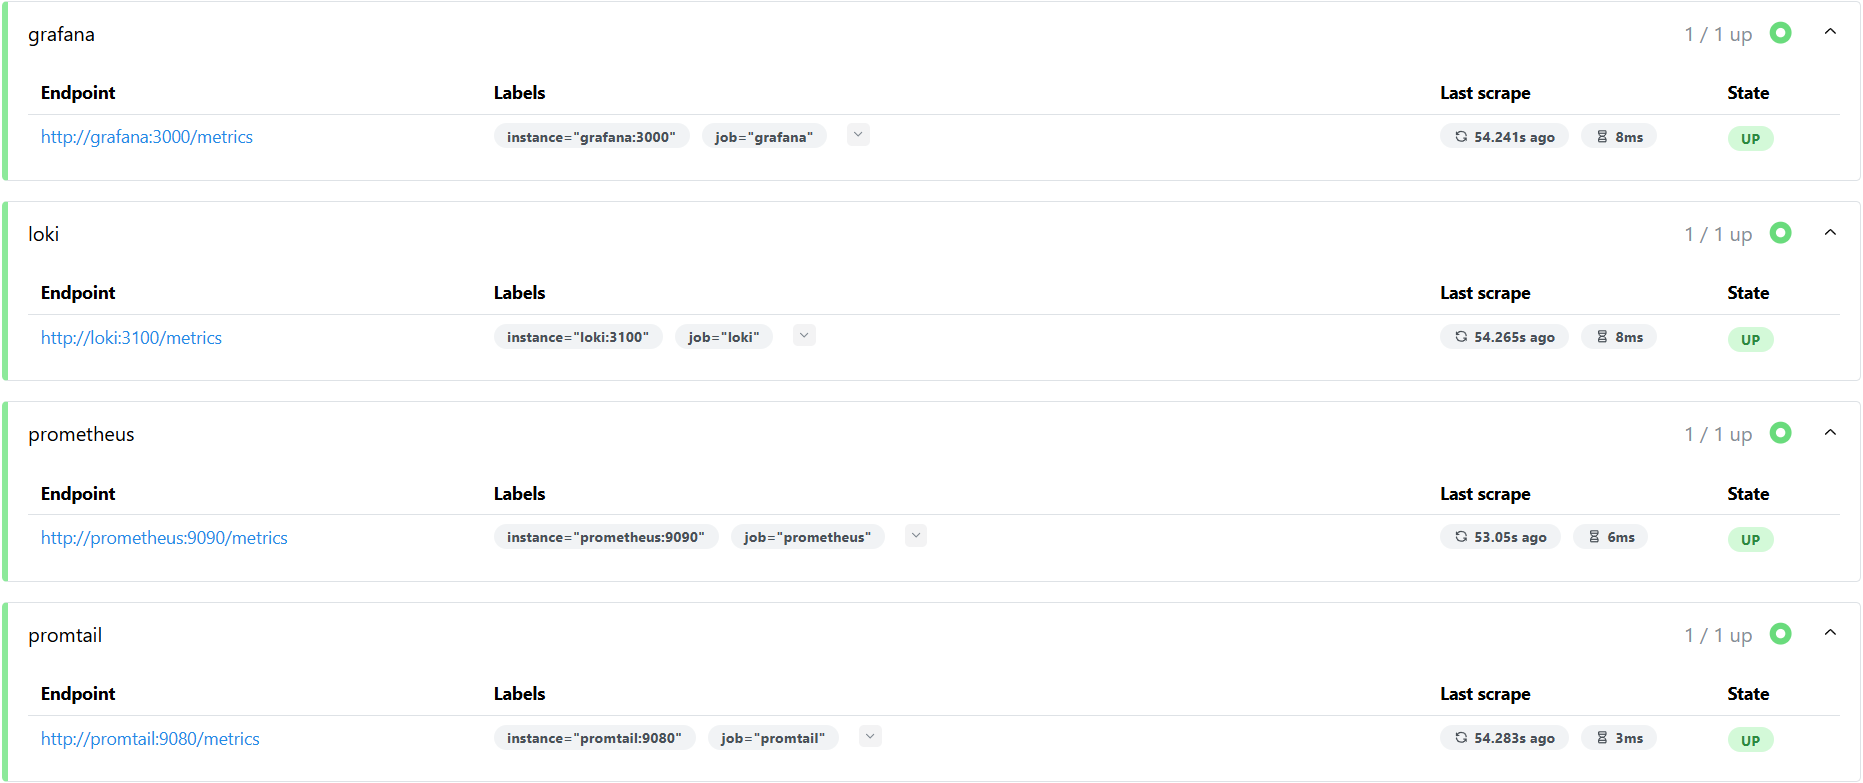 grafana 1 / 1 up
Endpoint Labels Last scrape State
http://grafana:3000/metrics instance="grafana:3000" job="grafana" 54.241s ago 8ms UP
loki 1 / 1 up
Endpoint Labels Last scrape State
http://loki:3100/metrics instance="loki:3100" job="loki" 54.265s ago 8ms UP
prometheus 1 / 1 up
Endpoint Labels Last scrape State
http://prometheus:9090/metrics instance="prometheus:9090" job="prometheus" 53.05s ago 6ms UP
promtail 1 / 1 up
Endpoint Labels Last scrape State
http://promtail:9080/metrics instance="promtail:9080" job="promtail" 54.283s ago 3ms UP